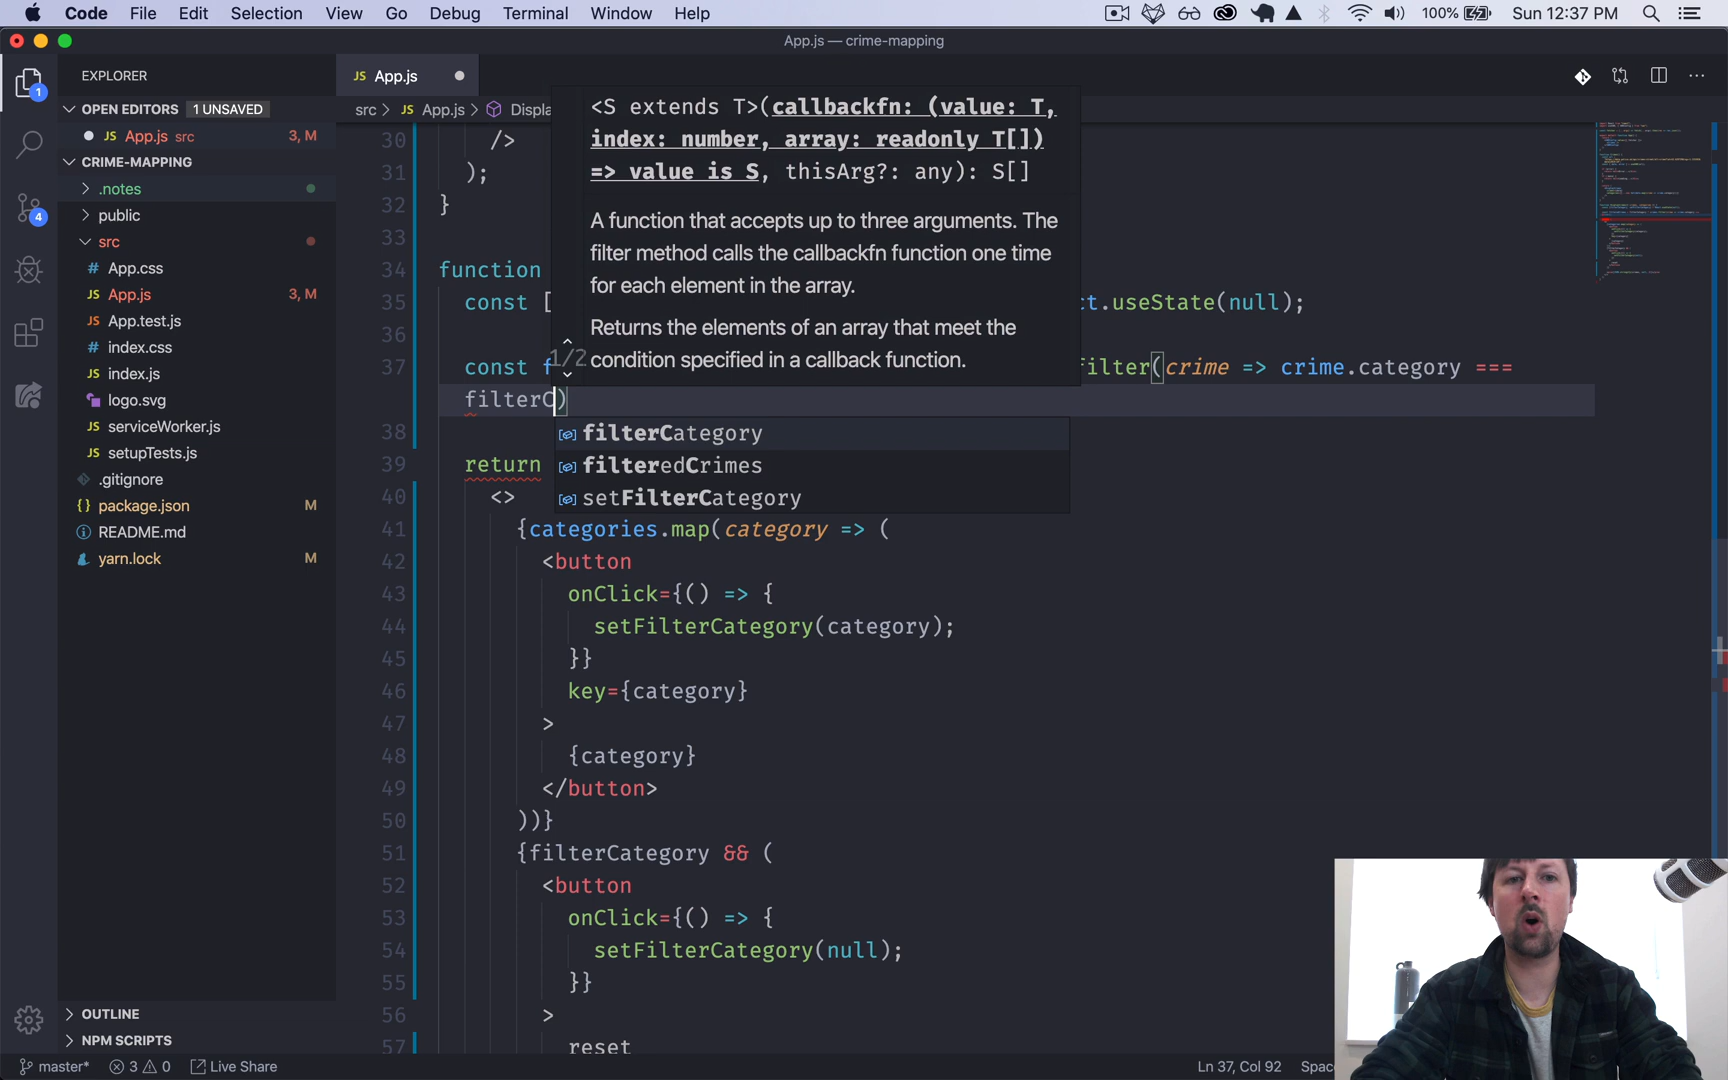 Code File Edit Selection View Go Debug Terminal Window Help 100% Sun 12:37 PM
App.js — crime-mapping
EXPLORER
JS App.js
OPEN EDITORS 1 UNSAVED
JS App.js src 3, M
CRIME-MAPPING
.notes
public
src
# App.css
JS App.js 3, M
JS App.test.js
# index.css
JS index.js
logo.svg
JS serviceWorker.js
JS setupTests.js
.gitignore
{} package.json M
README.md
yarn.lock M
OUTLINE
NPM SCRIPTS
1
4
src > JS App.js > Displa
<S extends T>(callbackfn: (value: T,
index: number, array: readonly T[])
=> value is S, thisArg?: any): S[]
A function that accepts up to three arguments. The
filter method calls the callbackfn function one time
for each element in the array.
Returns the elements of an array that meet the
condition specified in a callback function.
1/2
30 />
31 );
32 }
33
34 function
35 const [ ct.useState(null);
36
37 const f filter(crime => crime.category ===
filterC)
filterCategory
filteredCrimes
setFilterCategory
38
39 return
40 <>
41 {categories.map(category => (
42 <button
43 onClick={() => {
44 setFilterCategory(category);
45 }}
46 key={category}
47 >
48 {category}
49 </button>
50 ))}
51 {filterCategory && (
52 <button
53 onClick={() => {
54 setFilterCategory(null);
55 }}
56 >
57 reset
master* 3 0 Live Share Ln 37, Col 92 Spac